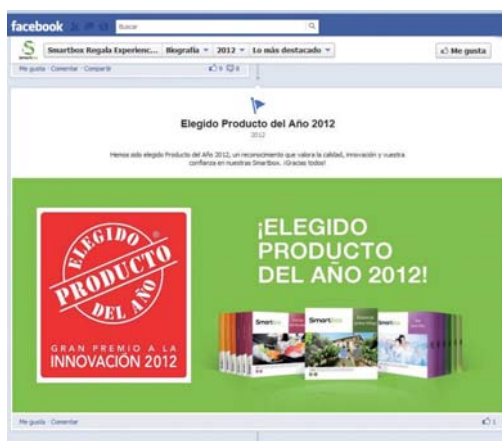 facebook
Buscar
Smartbox
Smartbox Regala Experienc...
Biografía
2012
Lo más destacado
Me gusta
Me gusta · Comentar · Compartir
Elegido Producto del Año 2012
2012
Hemos sido elegido Producto del Año 2012, un reconocimiento que valora la calidad, innovación y vuestra
confianza en nuestras Smartbox. ¡Gracias todos!
ELEGIDO
PRODUCTO
DEL AÑO
GRAN PREMIO A LA
INNOVACIÓN 2012
¡ELEGIDO
PRODUCTO
DEL AÑO 2012!
Smartbox
Smartbox
Smartbox
Me gusta · Comentar
1